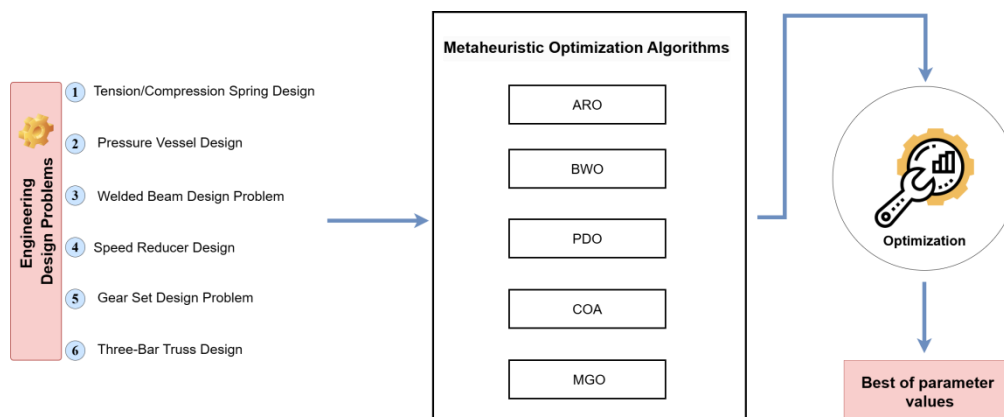 Engineering
Design Problems
1 Tension/Compression Spring Design
2 Pressure Vessel Design
3 Welded Beam Design Problem
4 Speed Reducer Design
5 Gear Set Design Problem
6 Three-Bar Truss Design
Metaheuristic Optimization Algorithms
ARO
BWO
PDO
COA
MGO
Optimization
Best of parameter
values